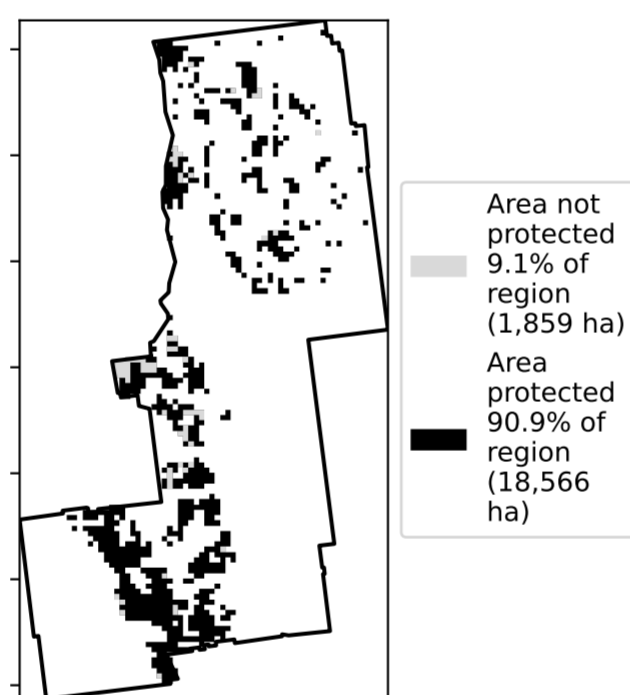 Area not
protected
9.1% of
region
(1,859 ha)
Area
protected
90.9% of
region
(18,566
ha)